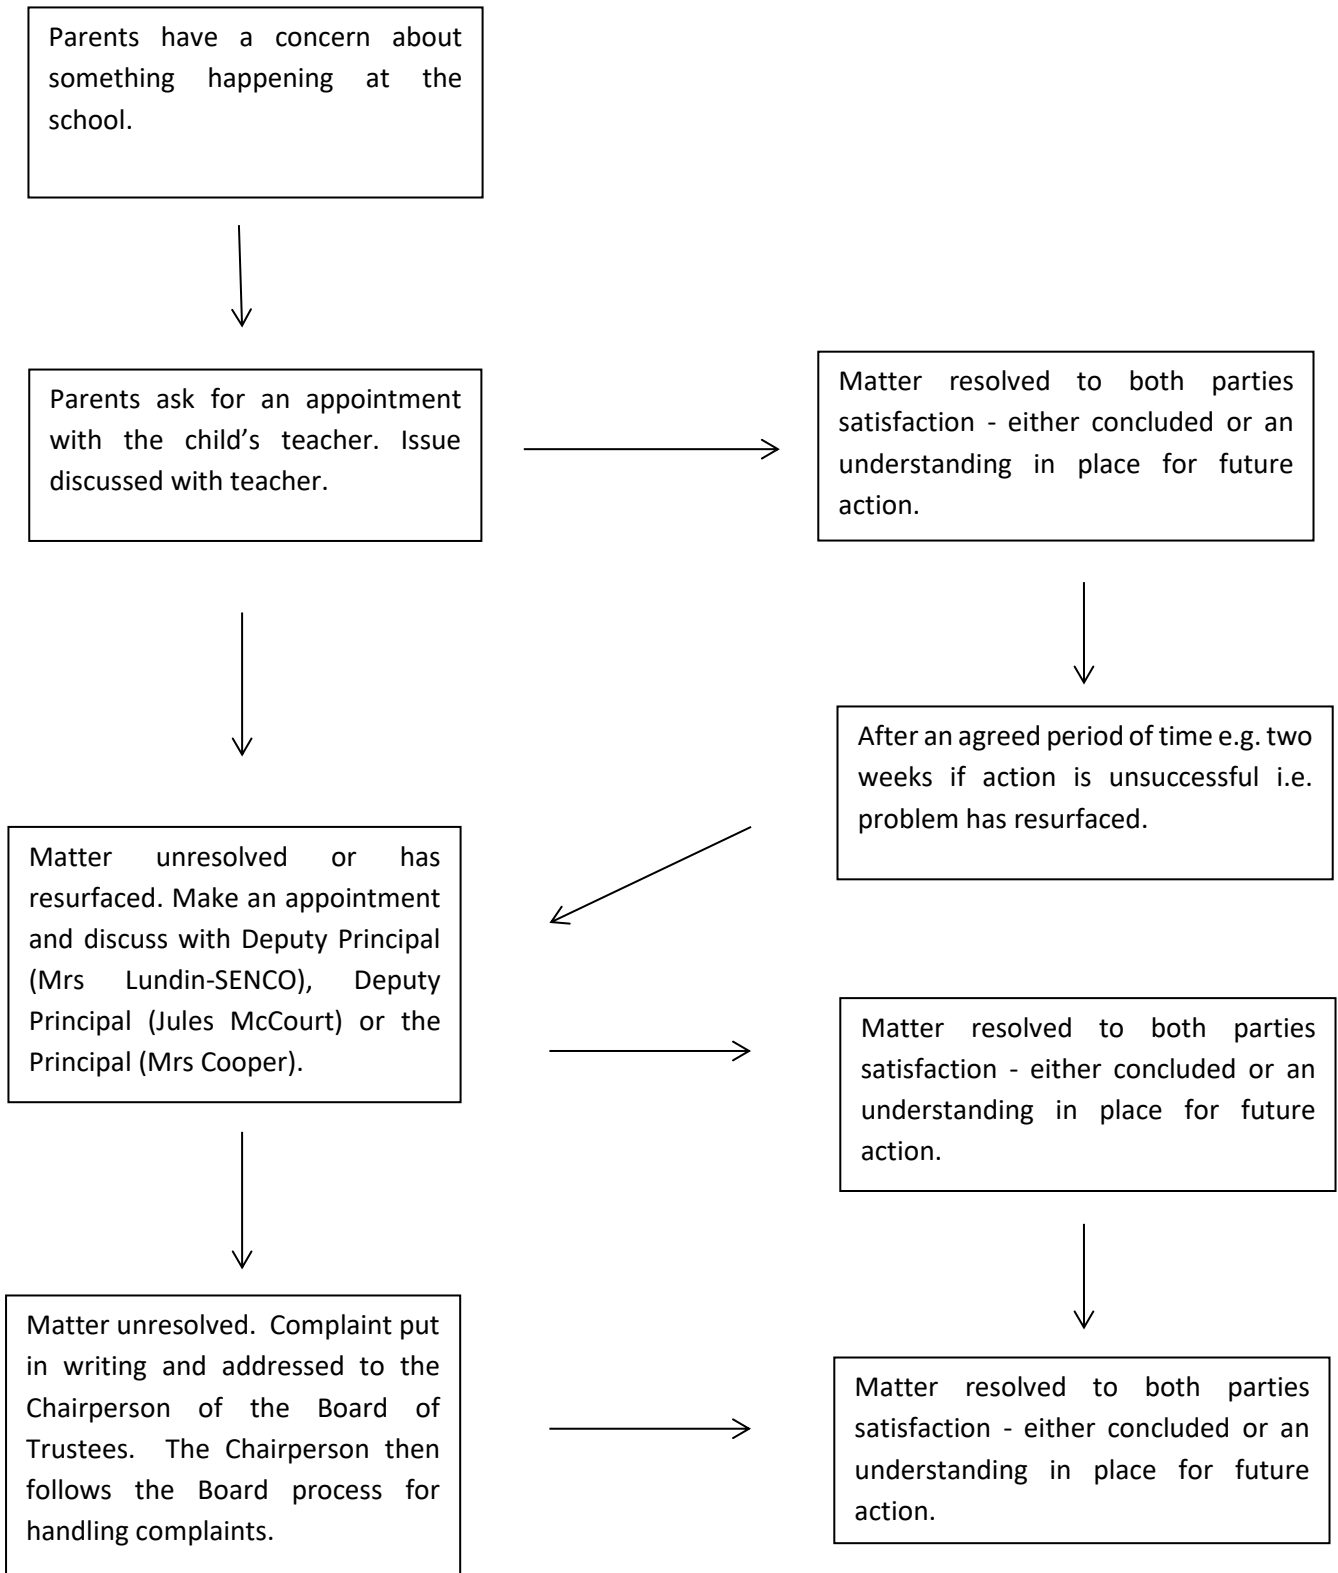 Parents have a concern about
something happening at the
school.
Parents ask for an appointment
with the child’s teacher. Issue
discussed with teacher.
Matter resolved to both parties
satisfaction - either concluded or an
understanding in place for future
action.
After an agreed period of time e.g. two
weeks if action is unsuccessful i.e.
problem has resurfaced.
Matter unresolved or has
resurfaced. Make an appointment
and discuss with Deputy Principal
(Mrs Lundin-SENCO), Deputy
Principal (Jules McCourt) or the
Principal (Mrs Cooper).
Matter resolved to both parties
satisfaction - either concluded or an
understanding in place for future
action.
Matter unresolved. Complaint put
in writing and addressed to the
Chairperson of the Board of
Trustees. The Chairperson then
follows the Board process for
handling complaints.
Matter resolved to both parties
satisfaction - either concluded or an
understanding in place for future
action.